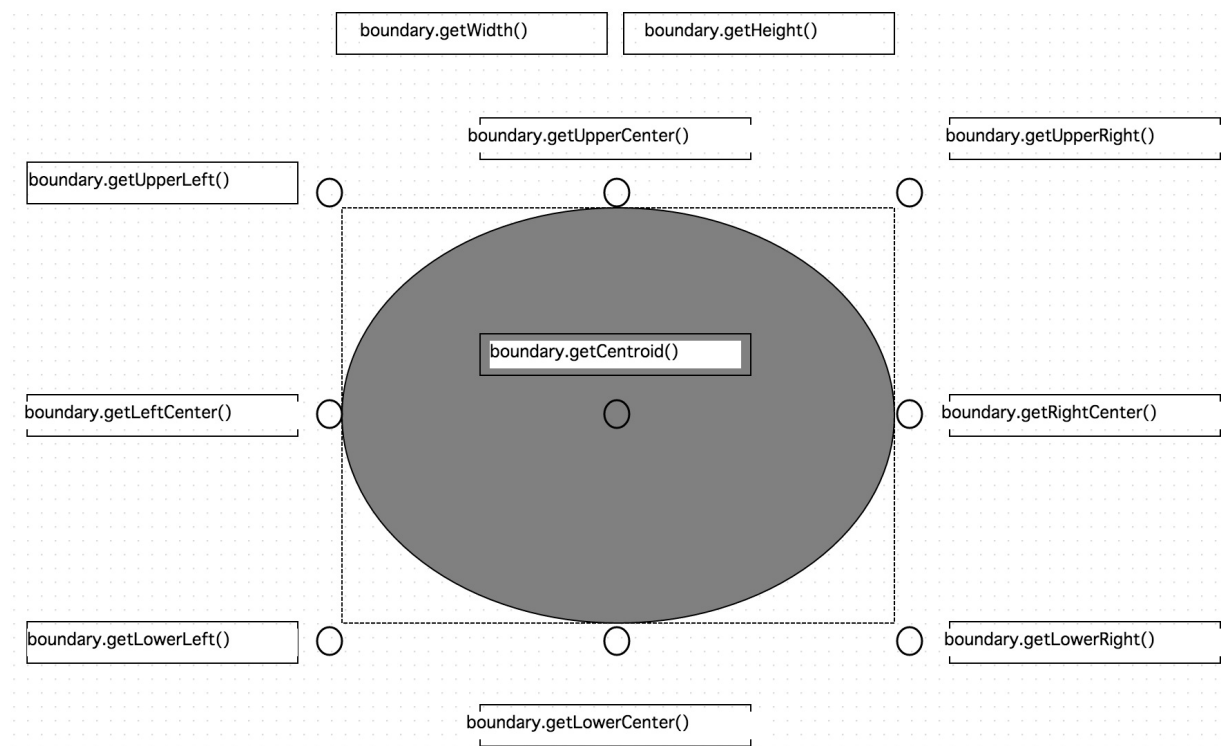 boundary.getWidth()
boundary.getHeight()
boundary.getUpperCenter()
boundary.getUpperRight()
boundary.getUpperLeft()
boundary.getCentroid()
boundary.getLeftCenter()
boundary.getRightCenter()
boundary.getLowerLeft()
boundary.getLowerRight()
boundary.getLowerCenter()